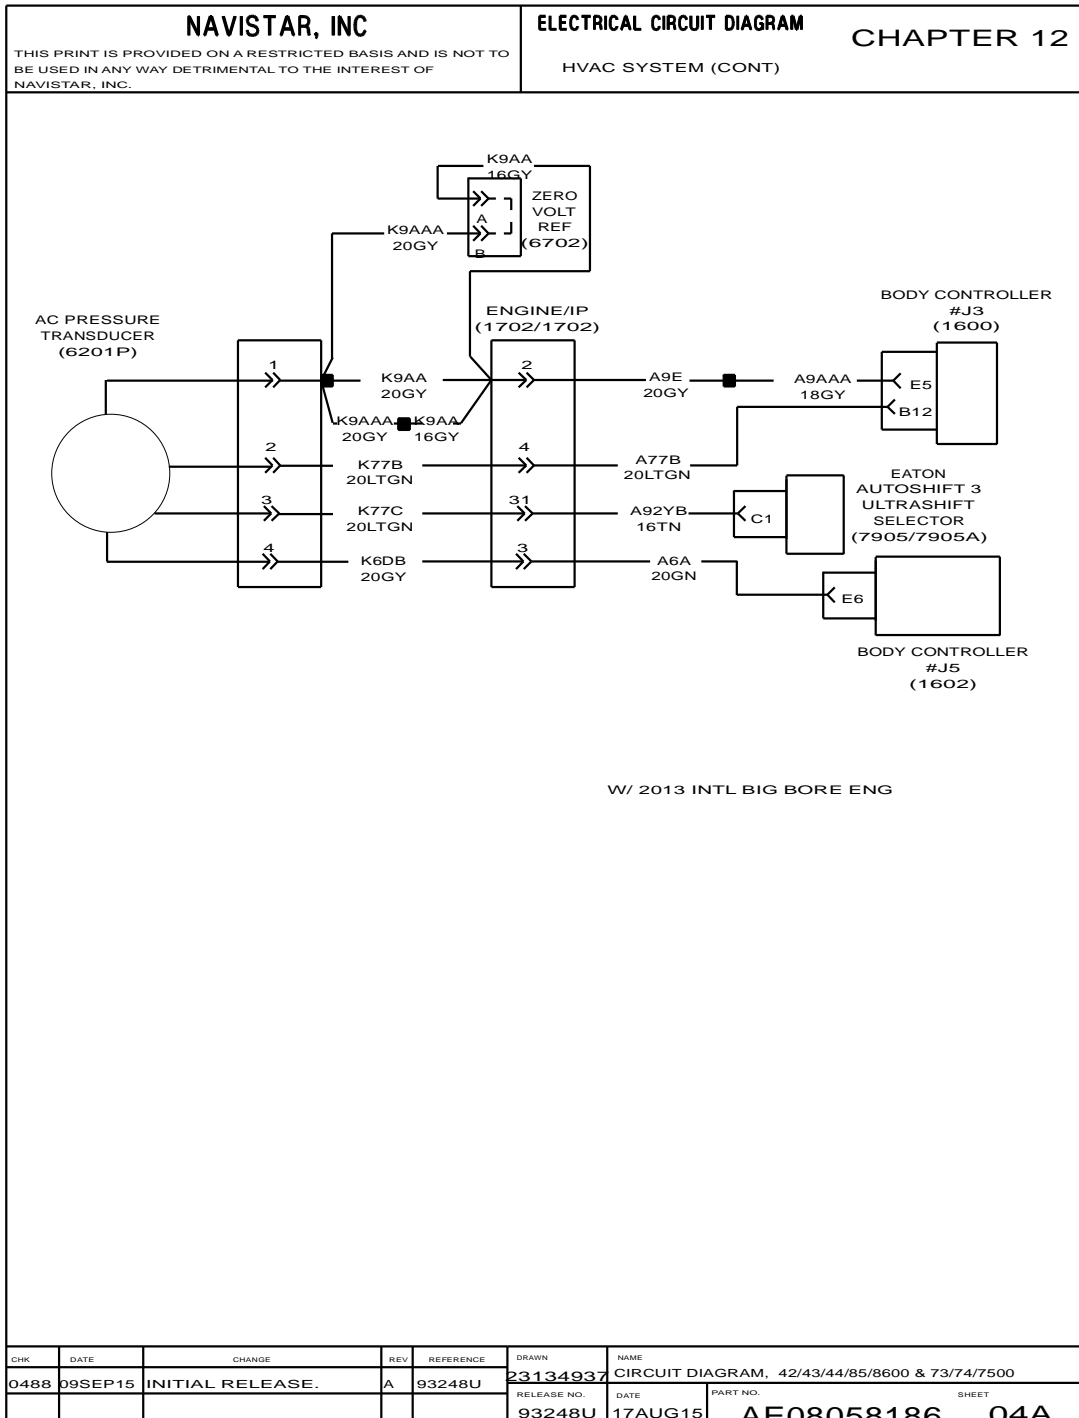 NAVISTAR, INC
THIS PRINT IS PROVIDED ON A RESTRICTED BASIS AND IS NOT TO
BE USED IN ANY WAY DETRIMENTAL TO THE INTEREST OF
NAVISTAR, INC.
ELECTRICAL CIRCUIT DIAGRAM
HVAC SYSTEM (CONT)
CHAPTER 12
K9AA
16GY
ZERO
VOLT
REF
(6702)
A
B
K9AAA
20GY
AC PRESSURE
TRANSDUCER
(6201P)
ENGINE/IP
(1702/1702)
BODY CONTROLLER
#J3
(1600)
1
K9AA
20GY
2
A9E
20GY
A9AAA
18GY
E5
B12
K9AAA
20GY
K9AA
16GY
2
K77B
20LTGN
4
A77B
20LTGN
3
K77C
20LTGN
31
A92YB
16TN
C1
EATON
AUTOSHIFT 3
ULTRASHIFT
SELECTOR
(7905/7905A)
4
K6DB
20GY
3
A6A
20GN
E6
BODY CONTROLLER
#J5
(1602)
W/ 2013 INTL BIG BORE ENG
CHK DATE CHANGE REV REFERENCE
0488 09SEP15 INITIAL RELEASE. A 93248U
DRAWN
23134937
NAME
CIRCUIT DIAGRAM, 42/43/44/85/8600 & 73/74/7500
RELEASE NO.
93248U
DATE
17AUG15
PART NO.
AE08058186
SHEET
04A